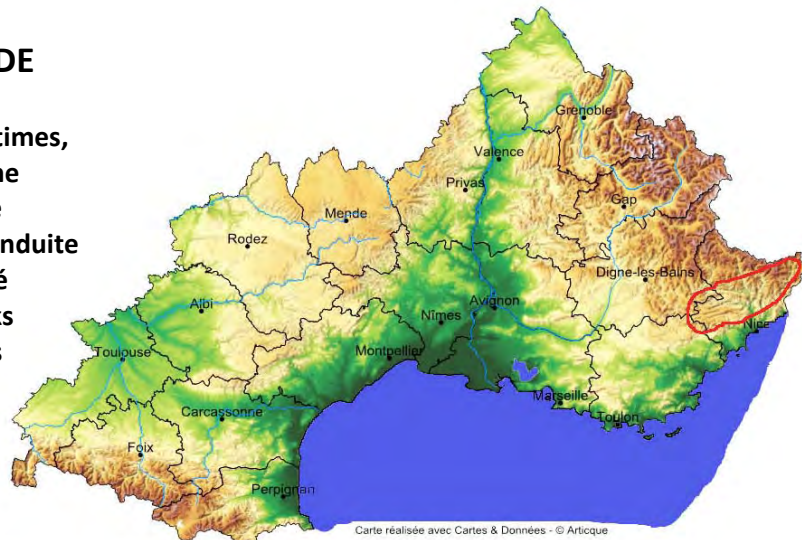 DE
times,
ne
e
nduite
é
ks
s
Grenoble
Valence
Privas
Gap
Mende
Rodez
Digne-les-Bains
Albi
Avignon
Nîmes
Nice
Toulouse
Montpellier
Marseille
Carcassonne
Toulon
Foix
Perpignan
Carte réalisée avec Cartes & Données - © Articque